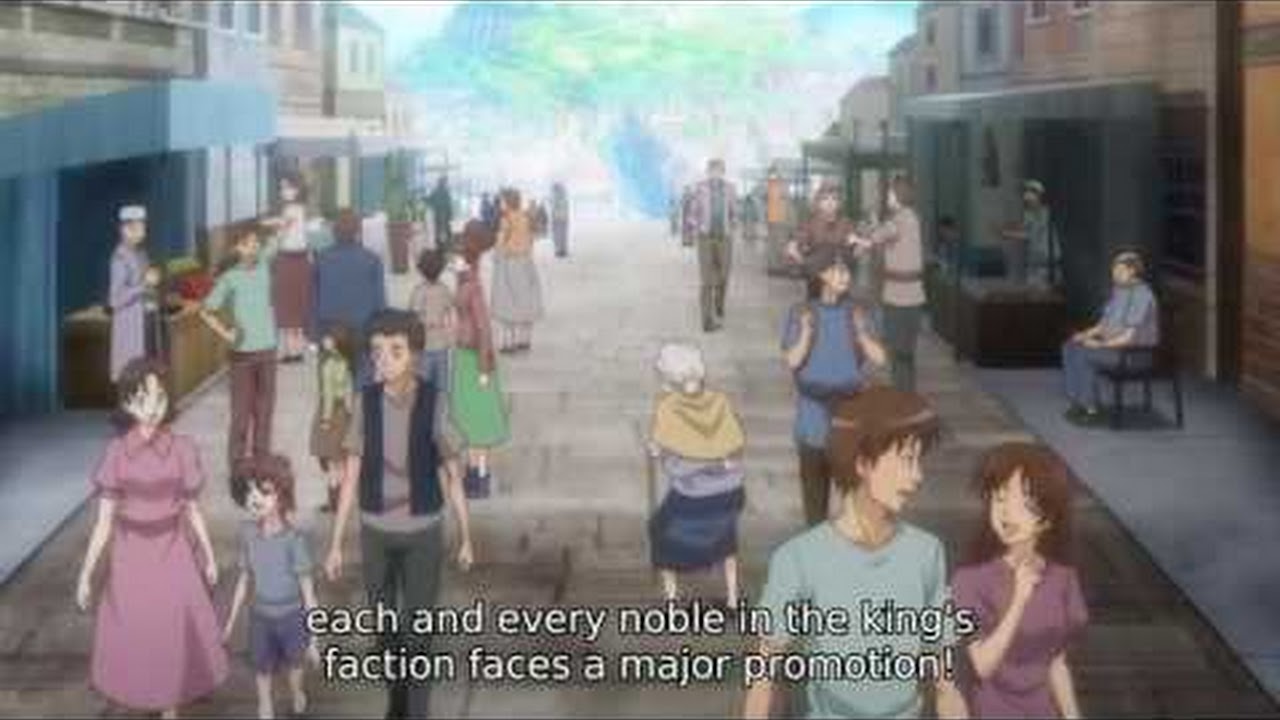 each and every noble in the king's
faction faces a major promotion!